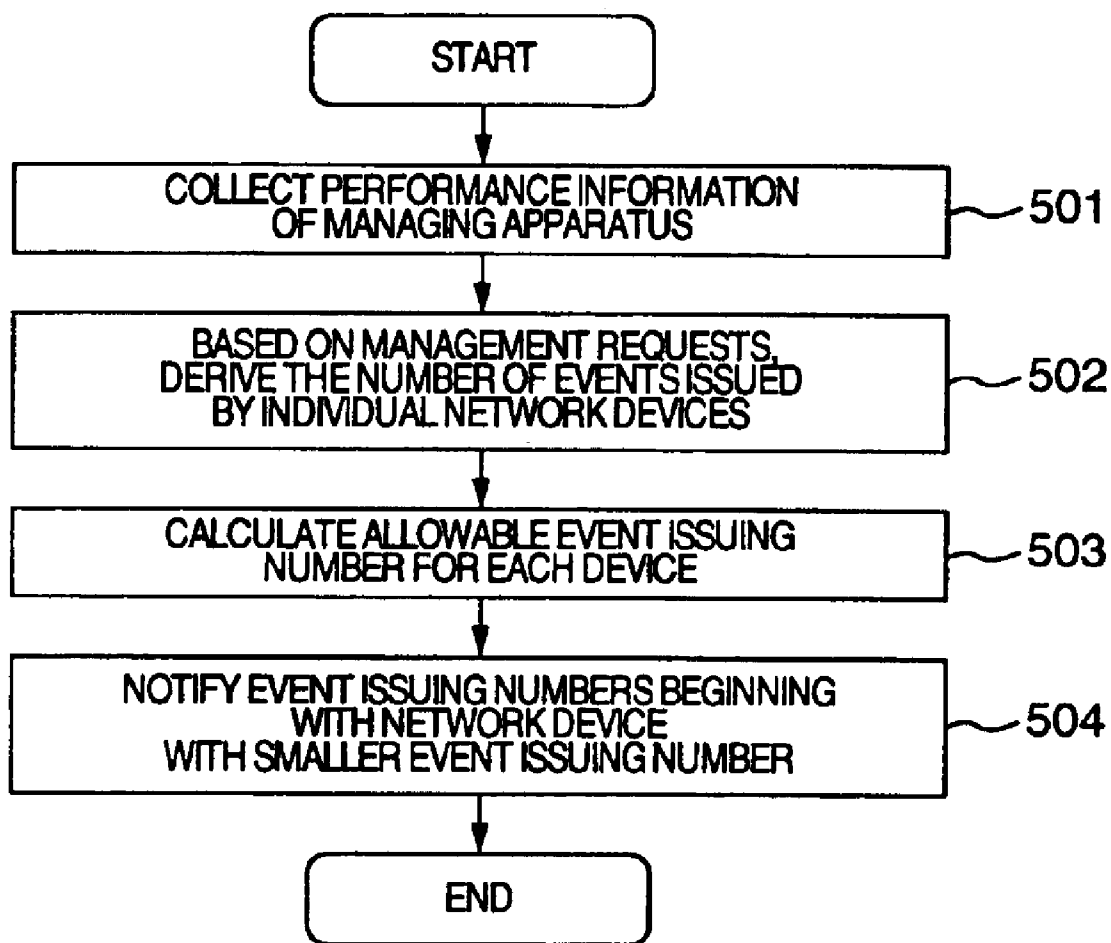 START
COLLECT PERFORMANCE INFORMATION
OF MANAGING APPARATUS
501
BASED ON MANAGEMENT REQUESTS,
DERIVE THE NUMBER OF EVENTS ISSUED
BY INDIVIDUAL NETWORK DEVICES
502
CALCULATE ALLOWABLE EVENT ISSUING
NUMBER FOR EACH DEVICE
503
NOTIFY EVENT ISSUING NUMBERS BEGINNING
WITH NETWORK DEVICE
WITH SMALLER EVENT ISSUING NUMBER
504
END